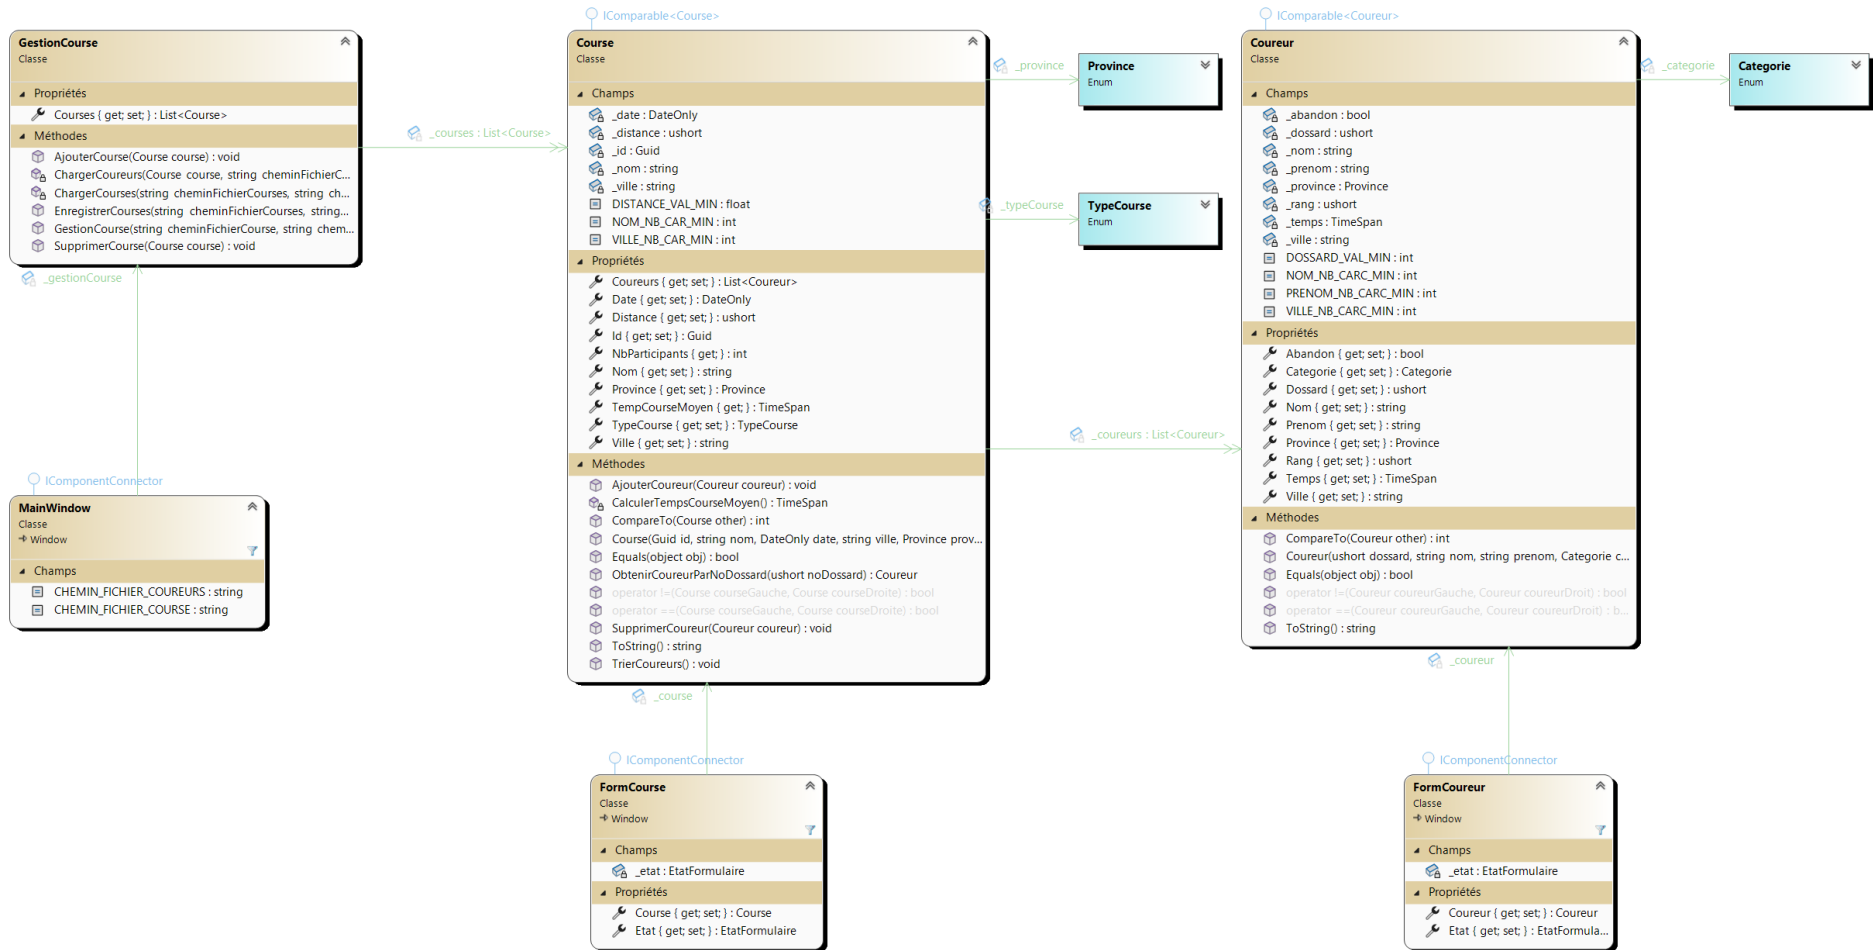 GestionCourse
Classe
Propriétés
Courses { get; set; } : List<Course>
Méthodes
AjouterCourse(Course course) : void
ChargerCoureurs(Course course, string cheminFichierC...
ChargerCourses(string cheminFichierCourses, string ch...
EnregistrerCourses(string cheminFichierCourses, string...
GestionCourse(string cheminFichierCourse, string chem...
SupprimerCourse(Course course) : void
_gestionCourse
_courses : List<Course>
IComponentConnector
MainWindow
Classe
Window
Champs
CHEMIN_FICHIER_COUREURS : string
CHEMIN_FICHIER_COURSE : string
IComparable<Course>
Course
Classe
Champs
_date : DateOnly
_distance : ushort
_id : Guid
_nom : string
_ville : string
DISTANCE_VAL_MIN : float
NOM_NB_CAR_MIN : int
VILLE_NB_CAR_MIN : int
Propriétés
Coureurs { get; set; } : List<Coureur>
Date { get; set; } : DateOnly
Distance { get; set; } : ushort
Id { get; set; } : Guid
NbParticipants { get; } : int
Nom { get; set; } : string
Province { get; set; } : Province
TempCourseMoyen { get; } : TimeSpan
TypeCourse { get; set; } : TypeCourse
Ville { get; set; } : string
Méthodes
AjouterCoureur(Coureur coureur) : void
CalculerTempsCourseMoyen() : TimeSpan
CompareTo(Course other) : int
Course(Guid id, string nom, DateOnly date, string ville, Province prov...
Equals(object obj) : bool
ObtenirCoureurParNoDossard(ushort noDossard) : Coureur
operator !=(Course courseGauche, Course courseDroite) : bool
operator ==(Course courseGauche, Course courseDroite) : bool
SupprimerCoureur(Coureur coureur) : void
ToString() : string
TrierCoureurs() : void
_course
IComponentConnector
FormCourse
Classe
Window
Champs
_etat : EtatFormulaire
Propriétés
Course { get; set; } : Course
Etat { get; set; } : EtatFormulaire
_province
Province
Enum
_typeCourse
TypeCourse
Enum
_coureurs : List<Coureur>
IComparable<Coureur>
Coureur
Classe
Champs
_abandon : bool
_dossard : ushort
_nom : string
_prenom : string
_province : Province
_rang : ushort
_temps : TimeSpan
_ville : string
DOSSARD_VAL_MIN : int
NOM_NB_CARC_MIN : int
PRENOM_NB_CARC_MIN : int
VILLE_NB_CARC_MIN : int
Propriétés
Abandon { get; set; } : bool
Categorie { get; set; } : Categorie
Dossard { get; set; } : ushort
Nom { get; set; } : string
Prenom { get; set; } : string
Province { get; set; } : Province
Rang { get; set; } : ushort
Temps { get; set; } : TimeSpan
Ville { get; set; } : string
Méthodes
CompareTo(Coureur other) : int
Coureur(ushort dossard, string nom, string prenom, Categorie c...
Equals(object obj) : bool
operator !=(Coureur coureurGauche, Coureur coureurDroit) : bool
operator ==(Coureur coureurGauche, Coureur coureurDroit) : b...
ToString() : string
_categorie
Categorie
Enum
_coureur
IComponentConnector
FormCoureur
Classe
Window
Champs
_etat : EtatFormulaire
Propriétés
Coureur { get; set; } : Coureur
Etat { get; set; } : EtatFormula...